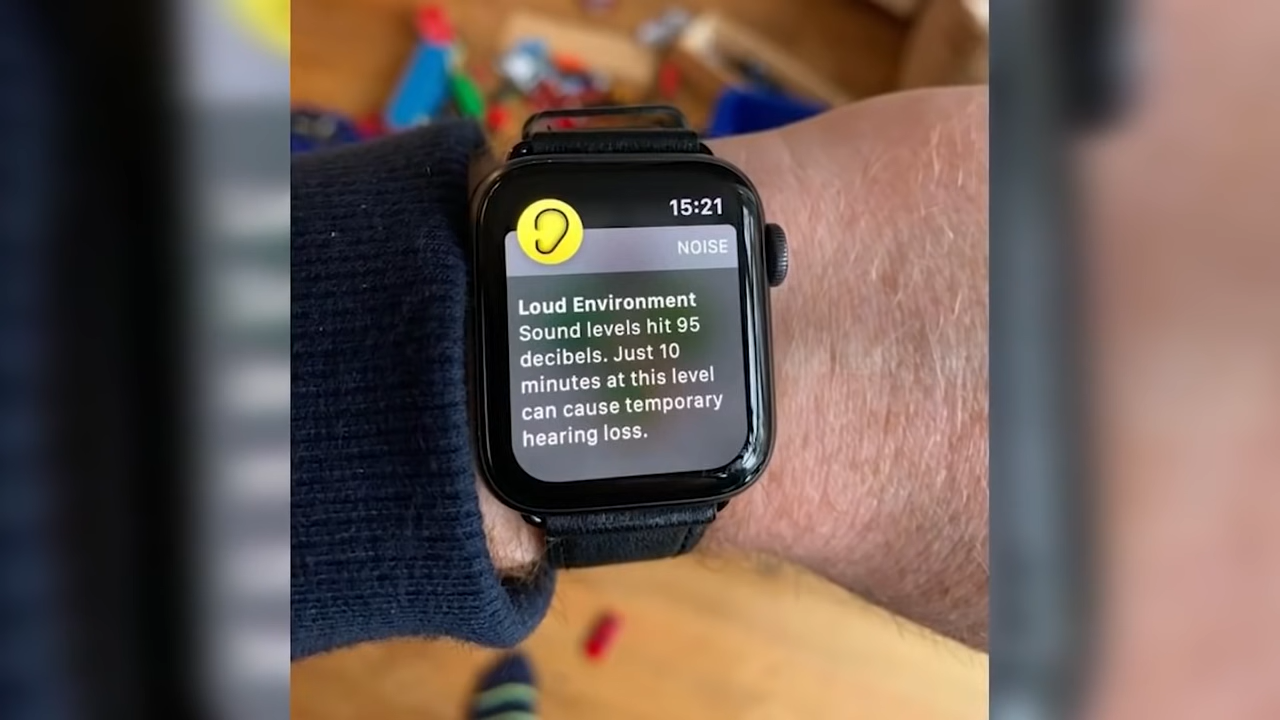 15:21
NOISE
Loud Environment
Sound levels hit 95
decibels. Just 10
minutes at this level
can cause temporary
hearing loss.